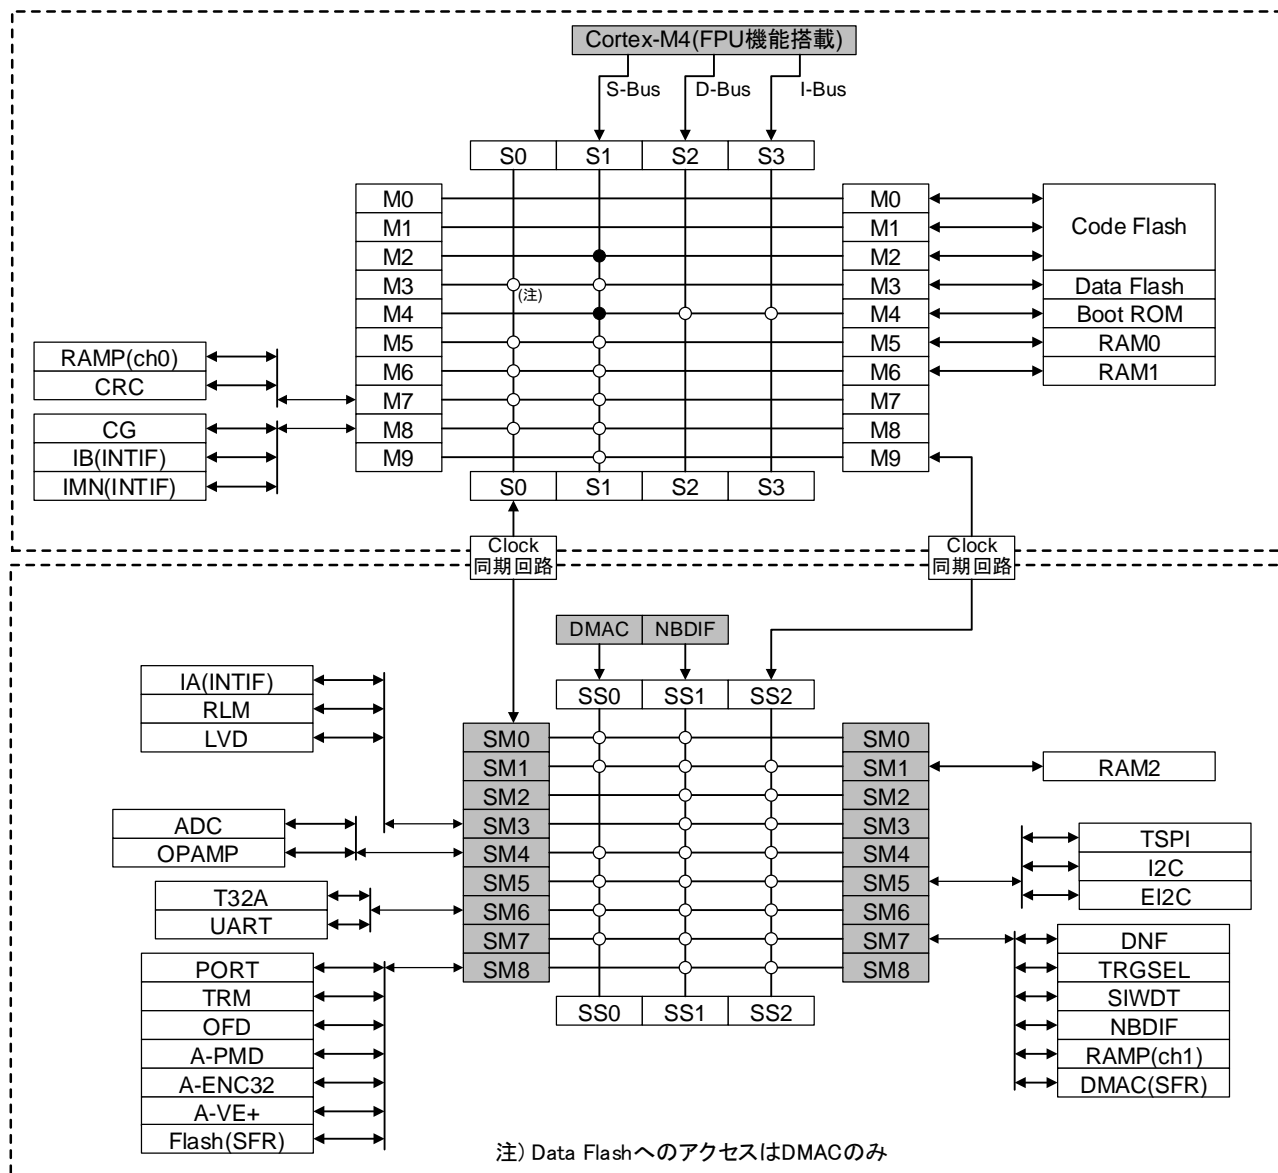 Cortex-M4(FPU機能搭載)
S-Bus D-Bus I-Bus
S0 S1 S2 S3
M0 M0
M1 M1 Code Flash
M2 M2
M3 (注) M3 Data Flash
M4 M4 Boot ROM
RAMP(ch0) M5 M5 RAM0
CRC M6 M6 RAM1
M7 M7
CG M8 M8
IB(INTIF) M9 M9
IMN(INTIF) S0 S1 S2 S3
Clock Clock
同期回路 同期回路
DMAC NBDIF
IA(INTIF) SS0 SS1 SS2
RLM
LVD SM0 SM0
SM1 SM1 RAM2
SM2 SM2
ADC SM3 SM3 TSPI
OPAMP SM4 SM4 I2C
T32A SM5 SM5 EI2C
UART SM6 SM6
SM7 SM7 DNF
PORT SM8 SM8 TRGSEL
TRM SIWDT
OFD SS0 SS1 SS2 NBDIF
A-PMD RAMP(ch1)
A-ENC32 DMAC(SFR)
A-VE+
Flash(SFR)
注) Data FlashへのアクセスはDMACのみ